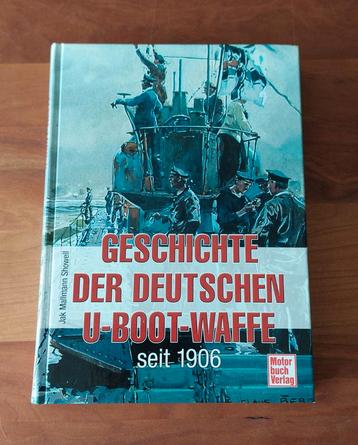 Jak Mallmann Showell
GESCHICHTE
DER DEUTSCHEN
U-BOOT-WAFFE
seit 1906
Motor
buch
Verlag